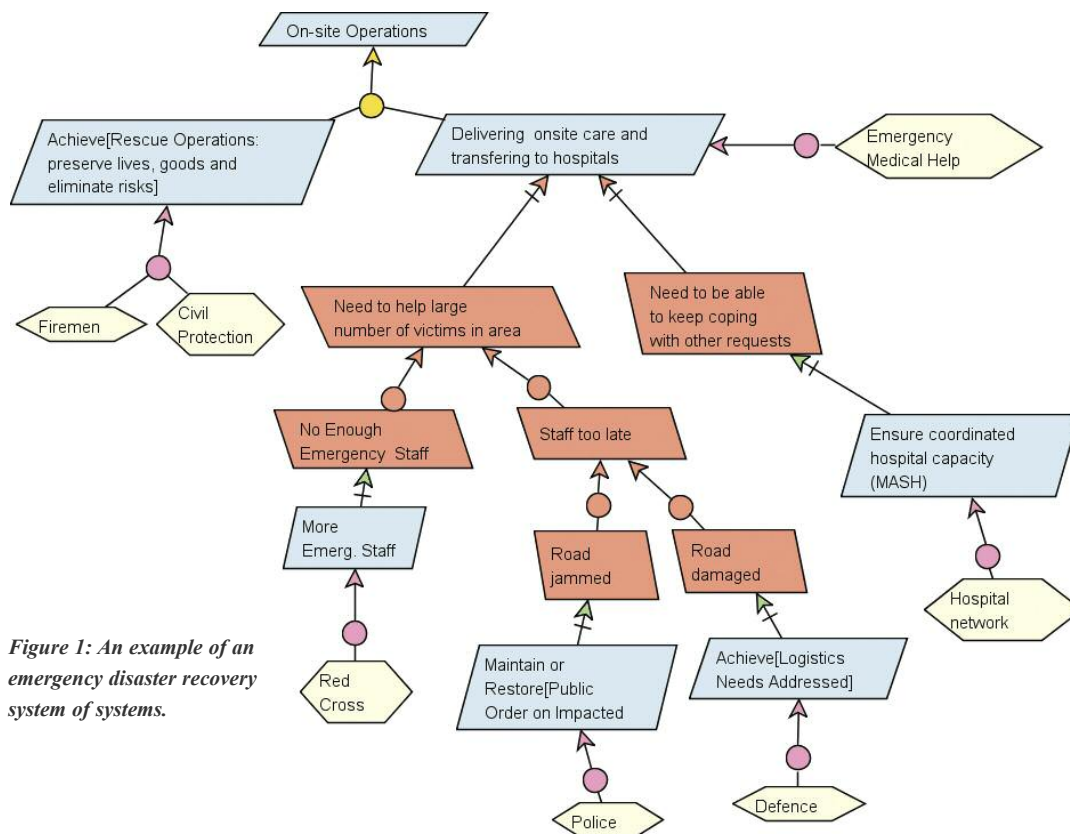 On-site Operations
Achieve[Rescue Operations:
preserve lives, goods and
eliminate risks]
Delivering onsite care and
transfering to hospitals
Emergency
Medical Help
Firemen
Civil
Protection
Need to help large
number of victims in area
Need to be able
to keep coping
with other requests
No Enough
Emergency Staff
Staff too late
Ensure coordinated
hospital capacity
(MASH)
More
Emerg. Staff
Road
jammed
Road
damaged
Hospital
network
Figure 1: An example of an
emergency disaster recovery
system of systems.
Red
Cross
Maintain or
Restore[Public
Order on Impacted
Achieve[Logistics
Needs Addressed]
Police
Defence